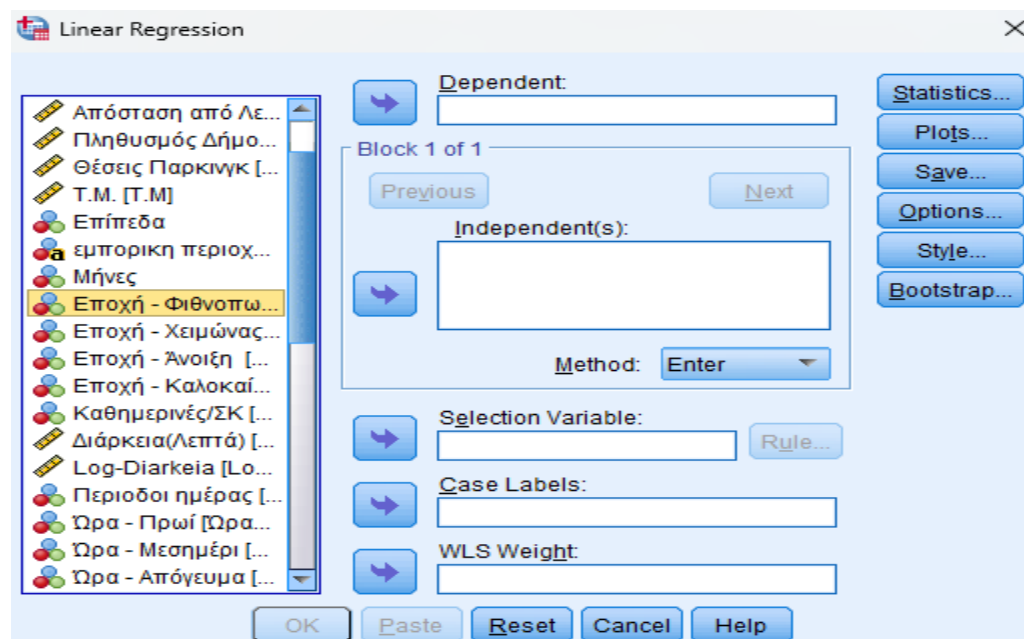 Linear Regression
Απόσταση από Λε...
Πληθυσμός Δήμο...
Θέσεις Παρκινγκ [...
Τ.Μ. [Τ.Μ]
Επίπεδα
εμπορικη περιοχ...
Μήνες
Εποχή - Φιθνοπω...
Εποχή - Χειμώνας...
Εποχή - Άνοιξη [...
Εποχή - Καλοκαί...
Καθημερινές/ΣΚ [...
Διάρκεια(Λεπτά) [...
Log-Diarkeia [Lo...
Περιοδοι ημέρας [...
Ώρα - Πρωί [Ώρα...
Ώρα - Μεσημέρι [...
Ώρα - Απόγευμα [...
Dependent:
Block 1 of 1
Previous
Next
Independent(s):
Method:
Enter
Selection Variable:
Rule...
Case Labels:
WLS Weight:
Statistics...
Plots...
Save...
Options...
Style...
Bootstrap...
OK
Paste
Reset
Cancel
Help